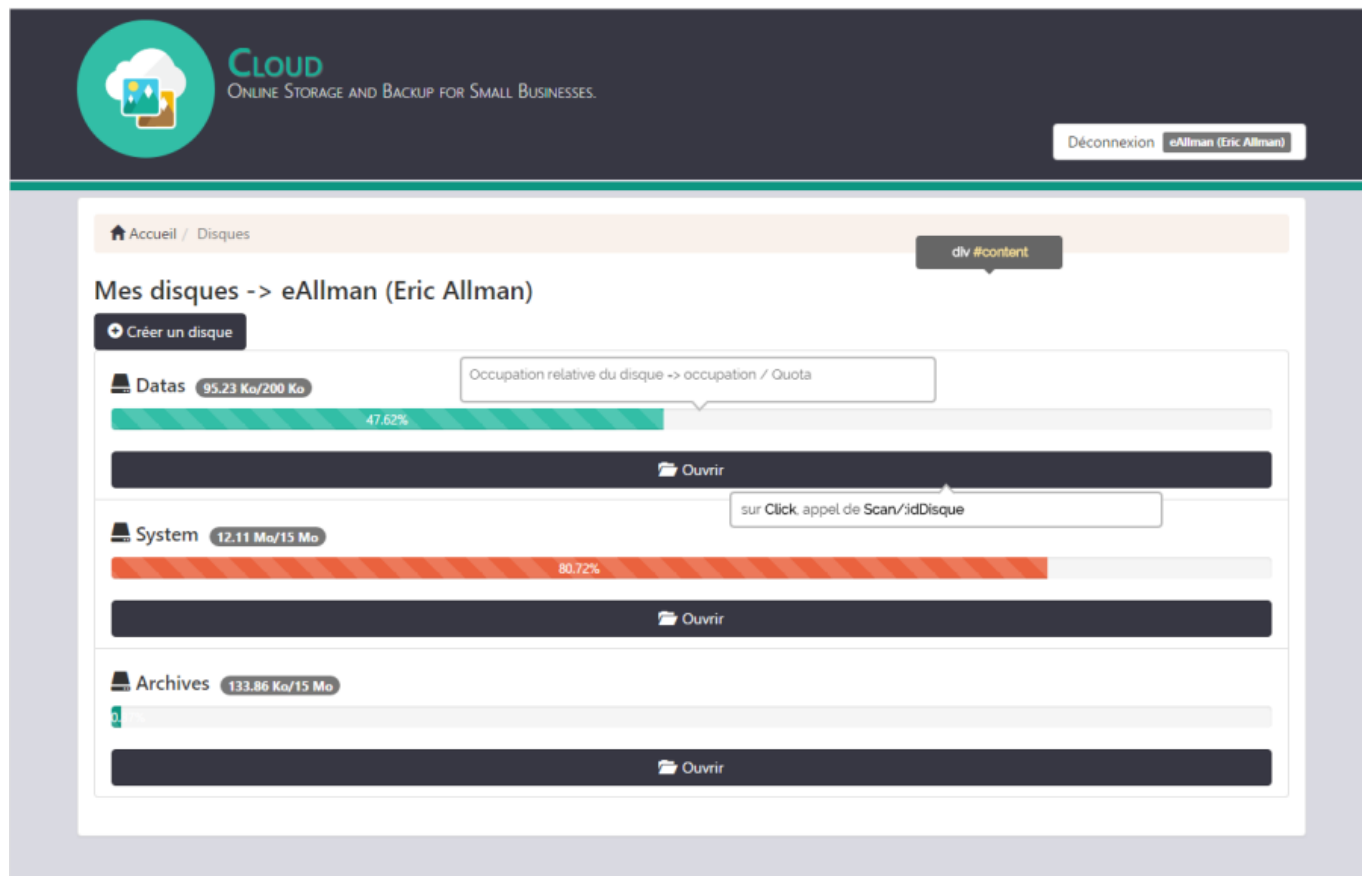 CLOUD
ONLINE STORAGE AND BACKUP FOR SMALL BUSINESSES.
Déconnexion eAllman (Eric Allman)
Accueil / Disques
div #content
Mes disques -> eAllman (Eric Allman)
Créer un disque
Datas 95.23 Ko/200 Ko
Occupation relative du disque -> occupation / Quota
47.62%
Ouvrir
sur Click, appel de Scan/:idDisque
System 12.11 Mo/15 Mo
80.72%
Ouvrir
Archives 133.86 Ko/15 Mo
Ouvrir